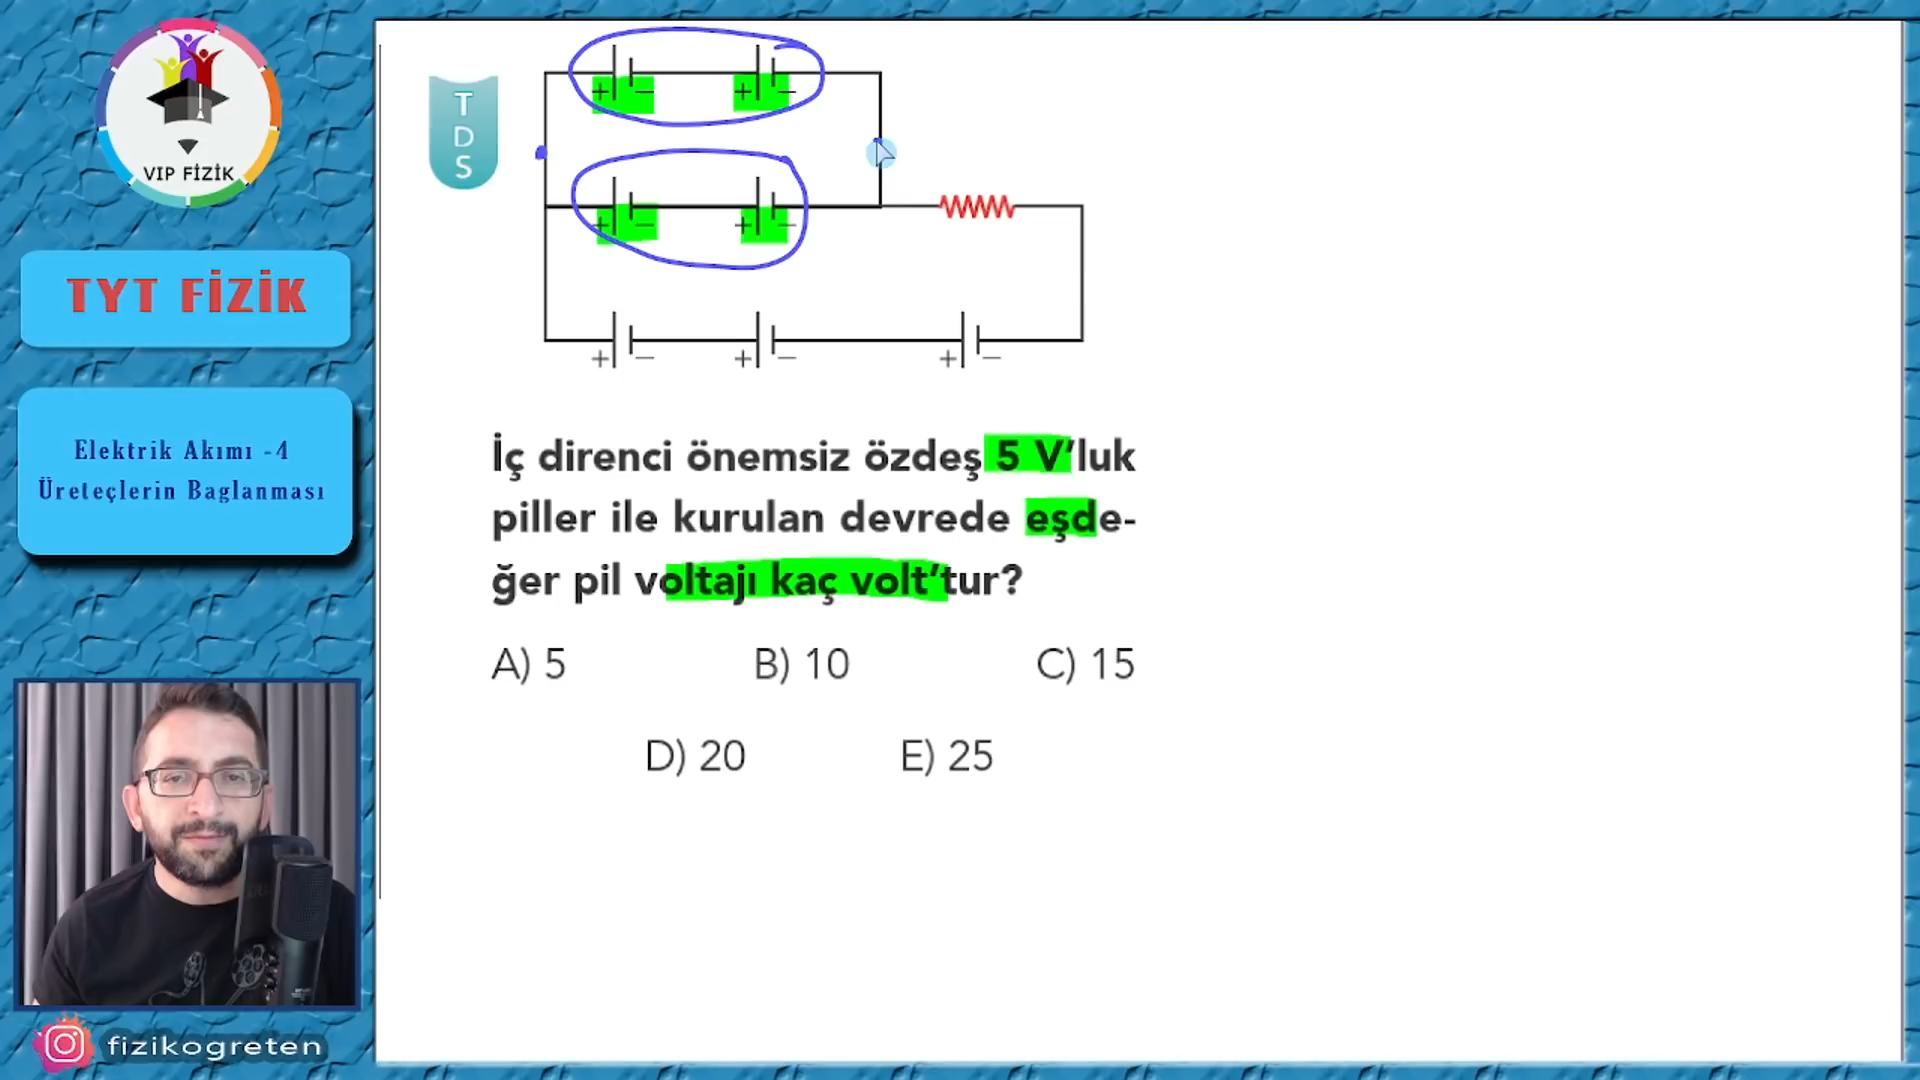 VIP FİZİK
TYT FİZİK
Elektrik Akımı -4
Üreteçlerin Baglanması
fizikogreten
T
D
S
+ − + −
+ − + −
+ − + − + −
İç direnci önemsiz özdeş 5 V'luk
piller ile kurulan devrede eşde-
ğer pil voltajı kaç volt'tur?
A) 5 B) 10 C) 15
D) 20 E) 25